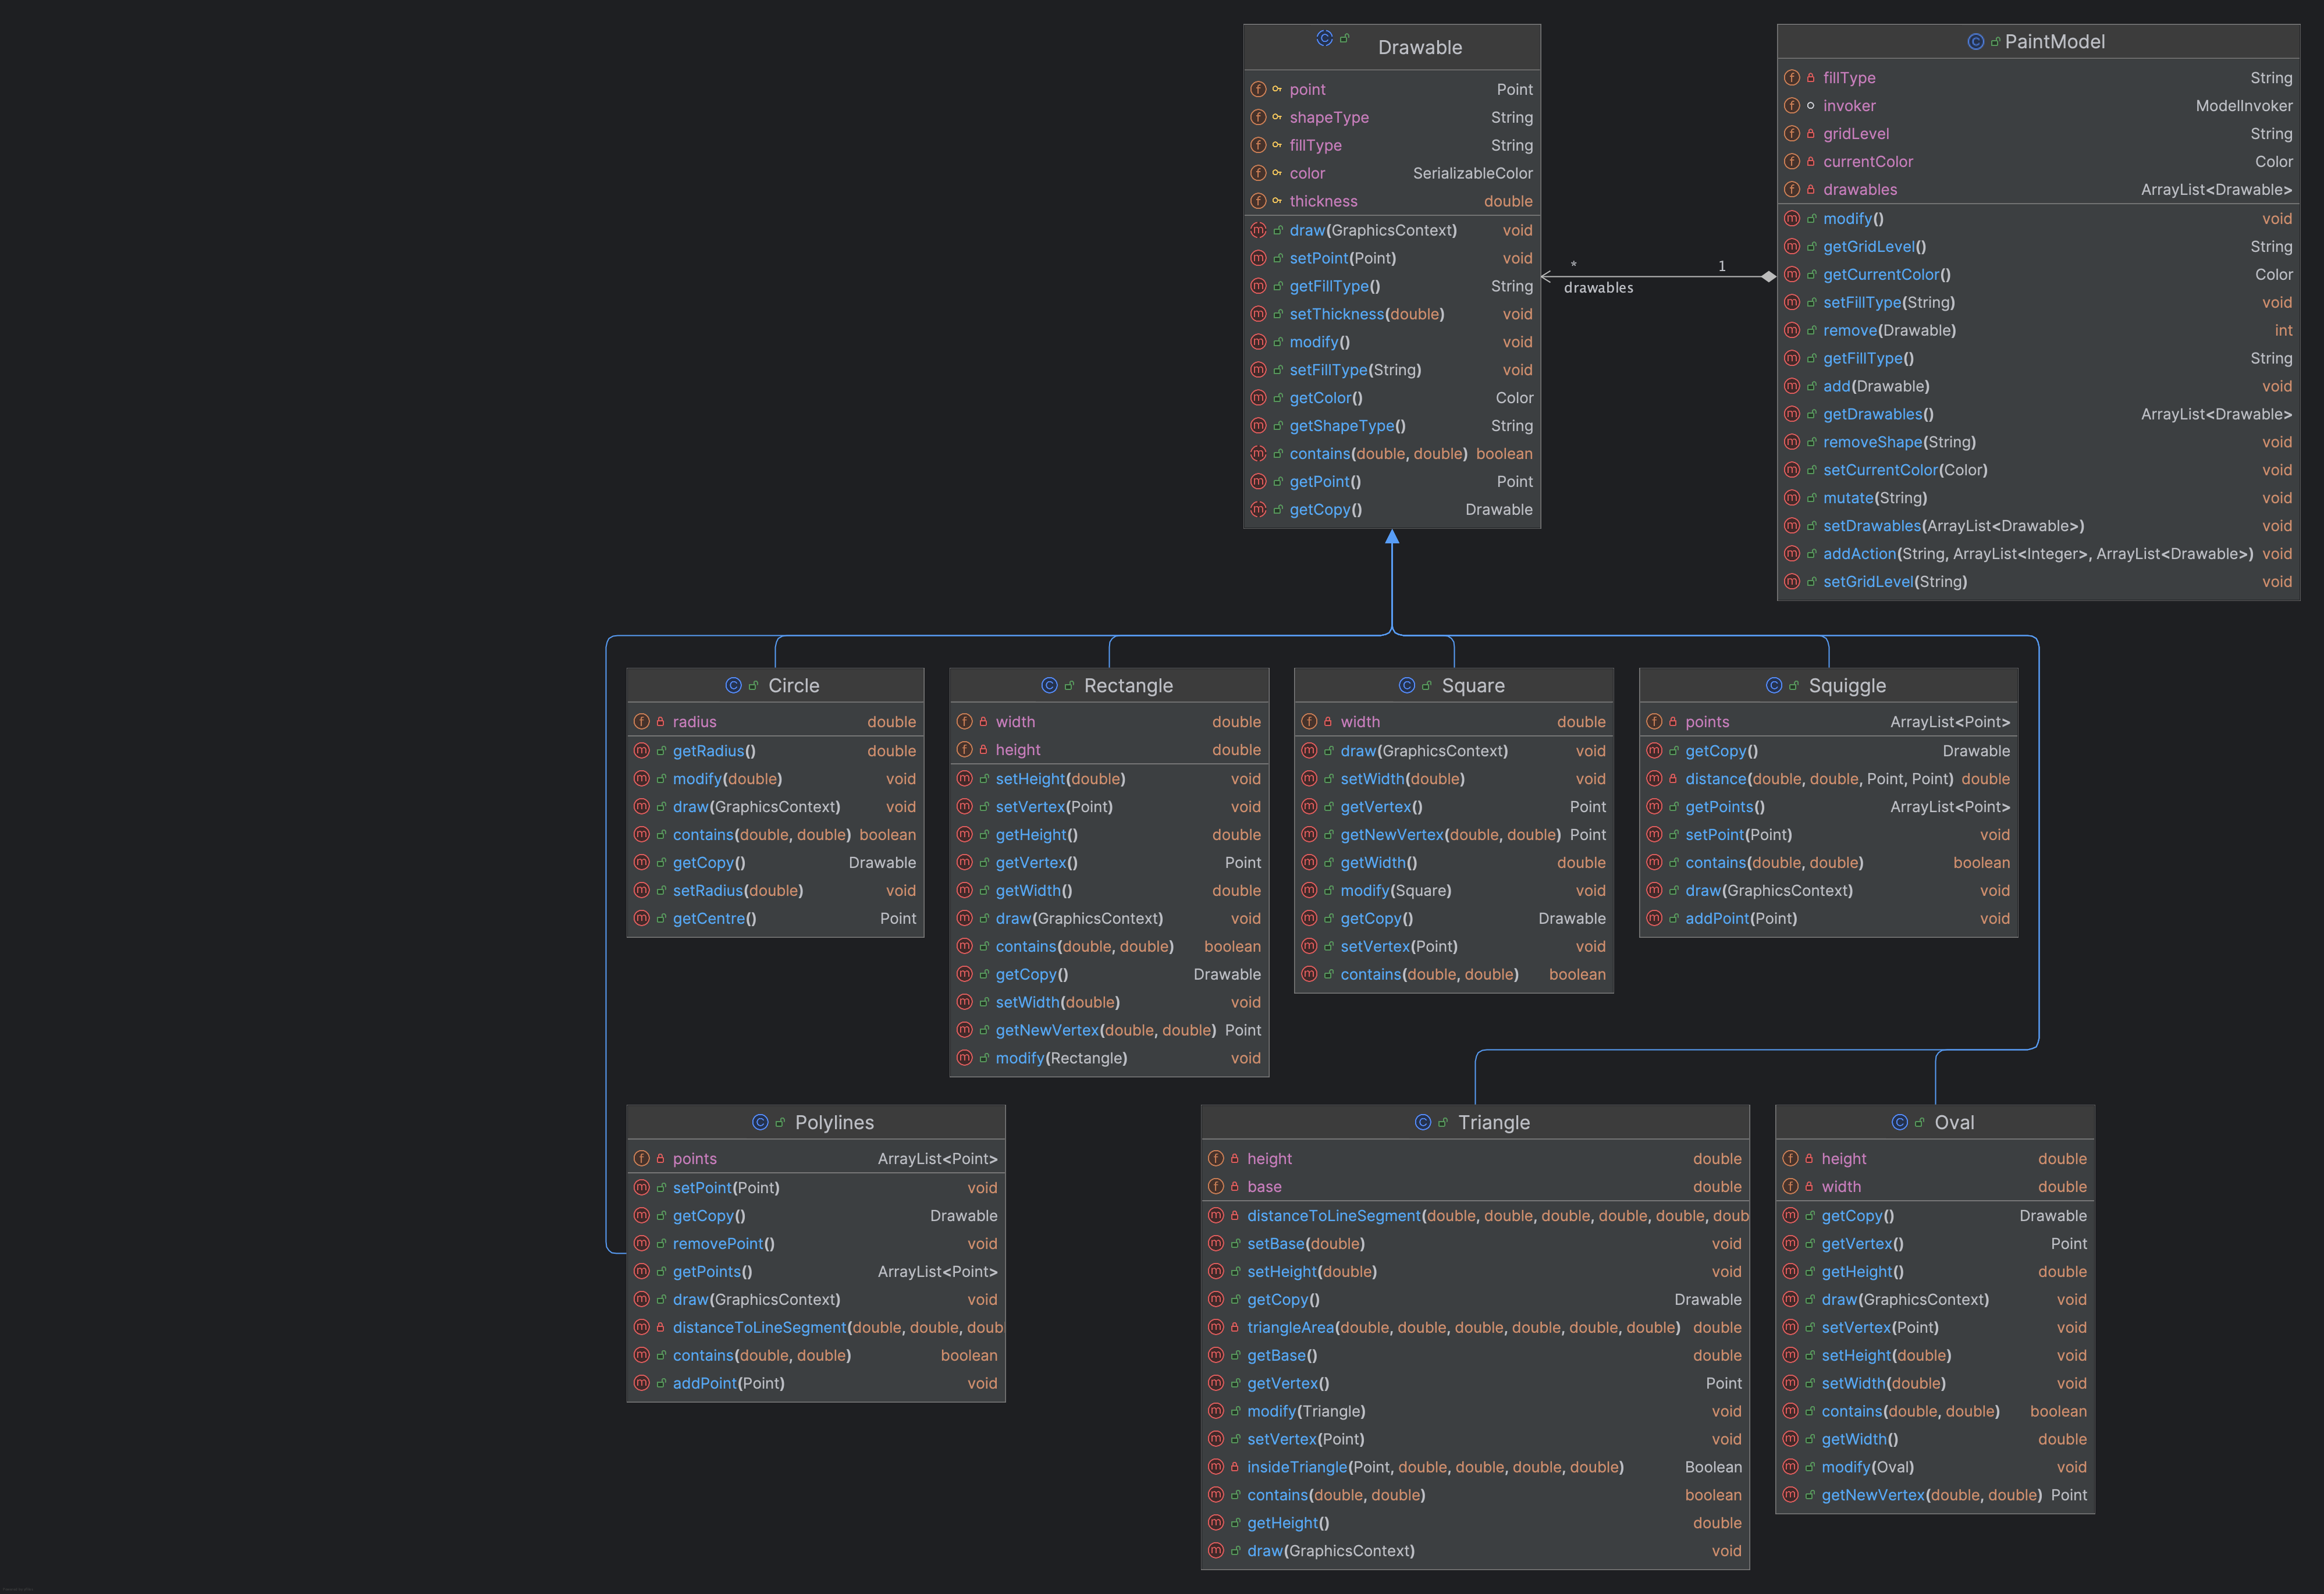 Drawable
point Point
shapeType String
fillType String
color SerializableColor
thickness double
draw(GraphicsContext) void
setPoint(Point) void
getFillType() String
setThickness(double) void
modify() void
setFillType(String) void
getColor() Color
getShapeType() String
contains(double, double) boolean
getPoint() Point
getCopy() Drawable
* 1
drawables
PaintModel
fillType String
invoker ModelInvoker
gridLevel String
currentColor Color
drawables ArrayList<Drawable>
modify() void
getGridLevel() String
getCurrentColor() Color
setFillType(String) void
remove(Drawable) int
getFillType() String
add(Drawable) void
getDrawables() ArrayList<Drawable>
removeShape(String) void
setCurrentColor(Color) void
mutate(String) void
setDrawables(ArrayList<Drawable>) void
addAction(String, ArrayList<Integer>, ArrayList<Drawable>) void
setGridLevel(String) void
Circle
radius double
getRadius() double
modify(double) void
draw(GraphicsContext) void
contains(double, double) boolean
getCopy() Drawable
setRadius(double) void
getCentre() Point
Rectangle
width double
height double
setHeight(double) void
setVertex(Point) void
getHeight() double
getVertex() Point
getWidth() double
draw(GraphicsContext) void
contains(double, double) boolean
getCopy() Drawable
setWidth(double) void
getNewVertex(double, double) Point
modify(Rectangle) void
Square
width double
draw(GraphicsContext) void
setWidth(double) void
getVertex() Point
getNewVertex(double, double) Point
getWidth() double
modify(Square) void
getCopy() Drawable
setVertex(Point) void
contains(double, double) boolean
Squiggle
points ArrayList<Point>
getCopy() Drawable
distance(double, double, Point, Point) double
getPoints() ArrayList<Point>
setPoint(Point) void
contains(double, double) boolean
draw(GraphicsContext) void
addPoint(Point) void
Polylines
points ArrayList<Point>
setPoint(Point) void
getCopy() Drawable
removePoint() void
getPoints() ArrayList<Point>
draw(GraphicsContext) void
distanceToLineSegment(double, double, doub
contains(double, double) boolean
addPoint(Point) void
Triangle
height double
base double
distanceToLineSegment(double, double, double, double, double, doub
setBase(double) void
setHeight(double) void
getCopy() Drawable
triangleArea(double, double, double, double, double, double) double
getBase() double
getVertex() Point
modify(Triangle) void
setVertex(Point) void
insideTriangle(Point, double, double, double, double) Boolean
contains(double, double) boolean
getHeight() double
draw(GraphicsContext) void
Oval
height double
width double
getCopy() Drawable
getVertex() Point
getHeight() double
draw(GraphicsContext) void
setVertex(Point) void
setHeight(double) void
setWidth(double) void
contains(double, double) boolean
getWidth() double
modify(Oval) void
getNewVertex(double, double) Point